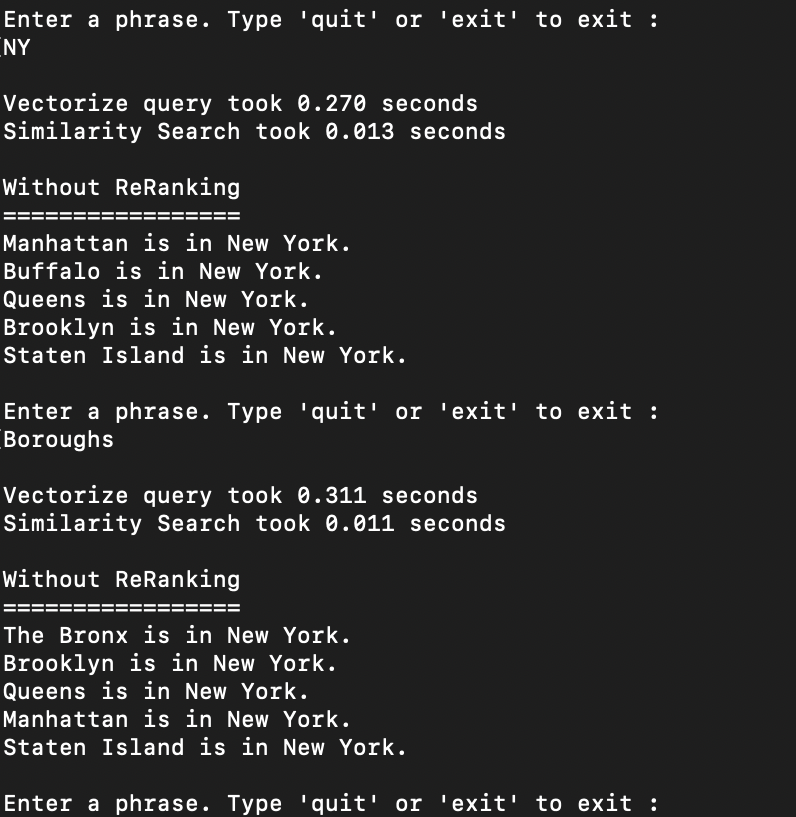 Enter a phrase. Type 'quit' or 'exit' to exit :
[NY
Vectorize query took 0.270 seconds
Similarity Search took 0.013 seconds
Without ReRanking
=================
Manhattan is in New York.
Buffalo is in New York.
Queens is in New York.
Brooklyn is in New York.
Staten Island is in New York.
Enter a phrase. Type 'quit' or 'exit' to exit :
[Boroughs
Vectorize query took 0.311 seconds
Similarity Search took 0.011 seconds
Without ReRanking
=================
The Bronx is in New York.
Brooklyn is in New York.
Queens is in New York.
Manhattan is in New York.
Staten Island is in New York.
Enter a phrase. Type 'quit' or 'exit' to exit :